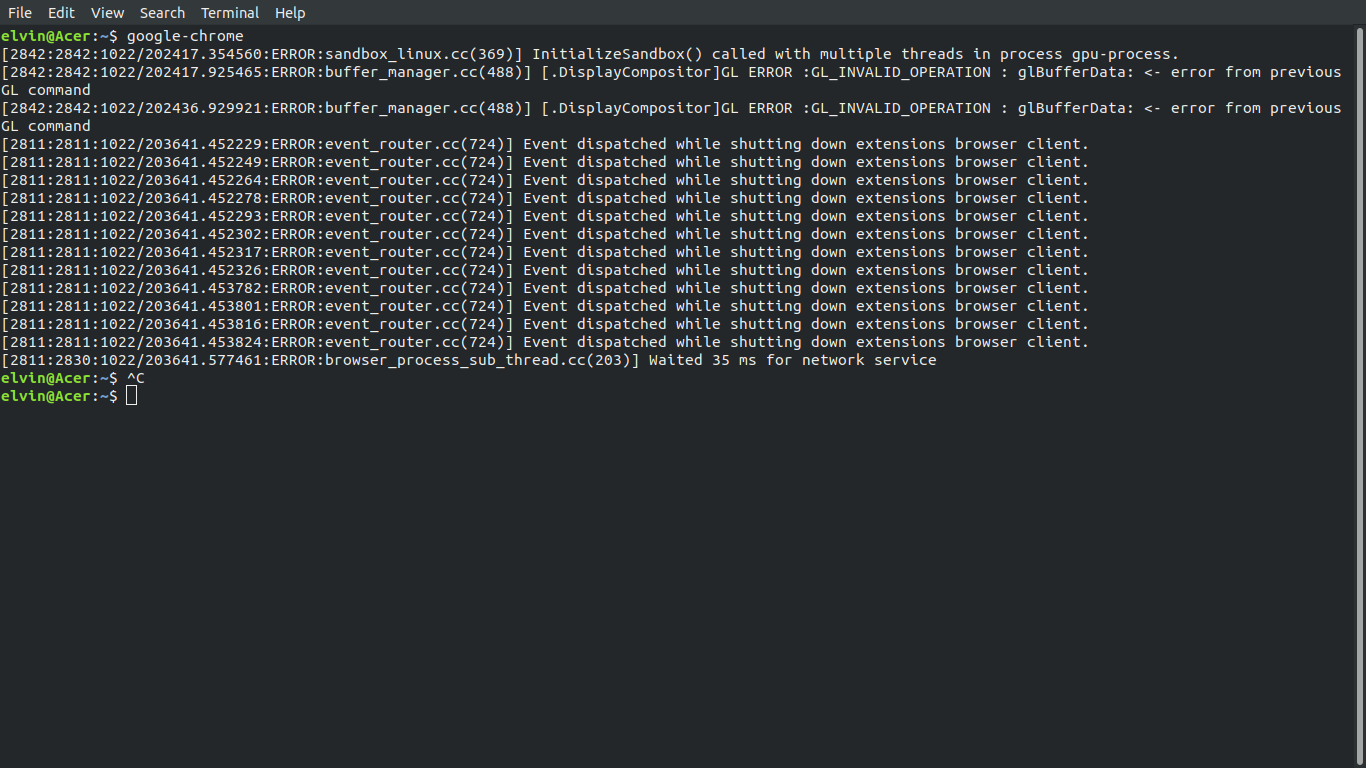 File Edit View Search Terminal Help
elvin@Acer:~$ google-chrome
[2842:2842:1022/202417.354560:ERROR:sandbox_linux.cc(369)] InitializeSandbox() called with multiple threads in process gpu-process.
[2842:2842:1022/202417.925465:ERROR:buffer_manager.cc(488)] [.DisplayCompositor]GL ERROR :GL_INVALID_OPERATION : glBufferData: <- error from previous
GL command
[2842:2842:1022/202436.929921:ERROR:buffer_manager.cc(488)] [.DisplayCompositor]GL ERROR :GL_INVALID_OPERATION : glBufferData: <- error from previous
GL command
[2811:2811:1022/203641.452229:ERROR:event_router.cc(724)] Event dispatched while shutting down extensions browser client.
[2811:2811:1022/203641.452249:ERROR:event_router.cc(724)] Event dispatched while shutting down extensions browser client.
[2811:2811:1022/203641.452264:ERROR:event_router.cc(724)] Event dispatched while shutting down extensions browser client.
[2811:2811:1022/203641.452278:ERROR:event_router.cc(724)] Event dispatched while shutting down extensions browser client.
[2811:2811:1022/203641.452293:ERROR:event_router.cc(724)] Event dispatched while shutting down extensions browser client.
[2811:2811:1022/203641.452302:ERROR:event_router.cc(724)] Event dispatched while shutting down extensions browser client.
[2811:2811:1022/203641.452317:ERROR:event_router.cc(724)] Event dispatched while shutting down extensions browser client.
[2811:2811:1022/203641.452326:ERROR:event_router.cc(724)] Event dispatched while shutting down extensions browser client.
[2811:2811:1022/203641.453782:ERROR:event_router.cc(724)] Event dispatched while shutting down extensions browser client.
[2811:2811:1022/203641.453801:ERROR:event_router.cc(724)] Event dispatched while shutting down extensions browser client.
[2811:2811:1022/203641.453816:ERROR:event_router.cc(724)] Event dispatched while shutting down extensions browser client.
[2811:2811:1022/203641.453824:ERROR:event_router.cc(724)] Event dispatched while shutting down extensions browser client.
[2811:2830:1022/203641.577461:ERROR:browser_process_sub_thread.cc(203)] Waited 35 ms for network service
elvin@Acer:~$ ^C
elvin@Acer:~$